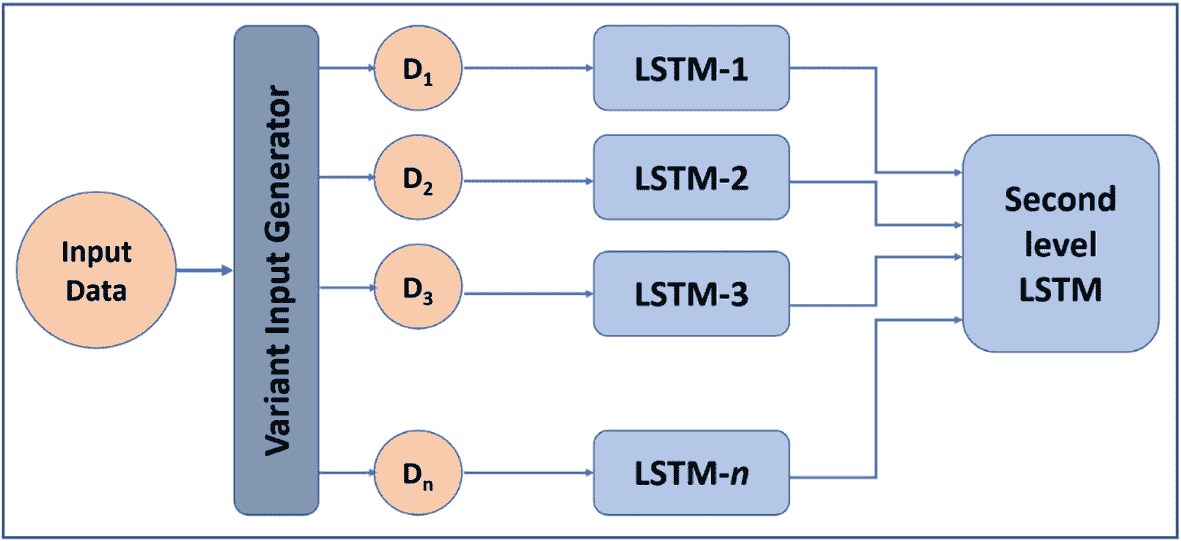 Input
Data
Variant Input Generator
D₁
D₂
D₃
Dₙ
LSTM-1
LSTM-2
LSTM-3
LSTM-n
Second
level
LSTM